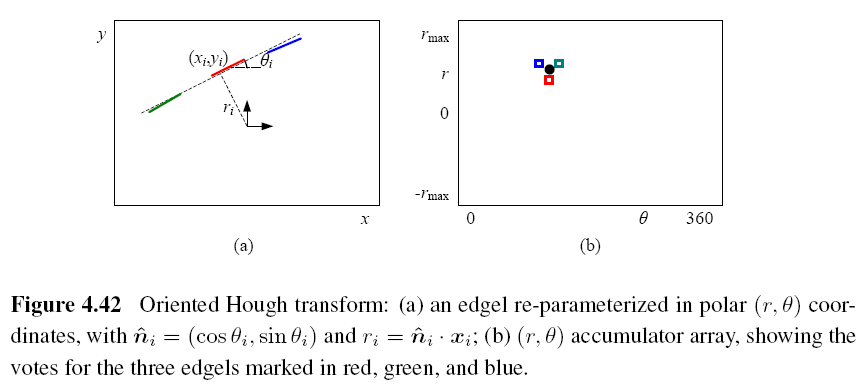 y
(xᵢ,yᵢ)
θᵢ
rᵢ
x
(a)
rmax
r
0
-rmax
0
θ
360
(b)
Figure 4.42 Oriented Hough transform: (a) an edgel re-parameterized in polar (r, θ) coor-
dinates, with n̂ᵢ = (cos θᵢ, sin θᵢ) and rᵢ = n̂ᵢ · xᵢ; (b) (r, θ) accumulator array, showing the
votes for the three edgels marked in red, green, and blue.